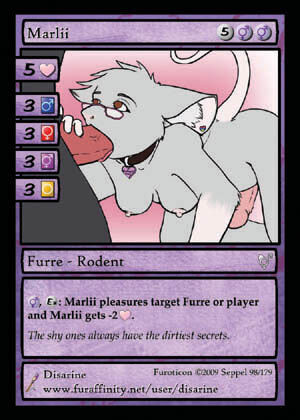 Marlii
5
5
3
3
3
3
Furre - Rodent
E: Marlii pleasures target Furre or player
and Marlii gets -2
The shy ones always have the dirtiest secrets.
Disarine
Furoticon ©2009 Seppel 98/179
www.furaffinity.net/user/disarine